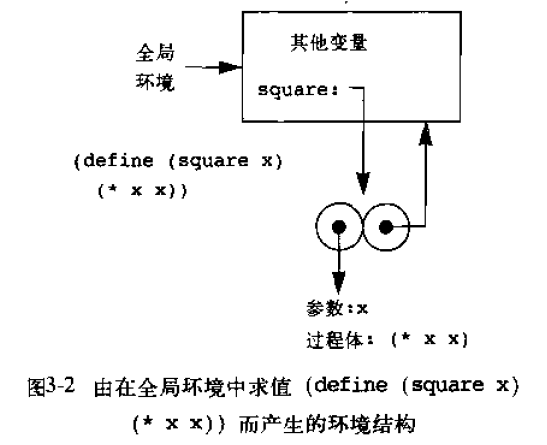 其他变量
全局
环境
square:
(define (square x)
(* x x))
参数:x
过程体: (* x x)
图3-2 由在全局环境中求值 (define (square x)
(* x x)) 而产生的环境结构